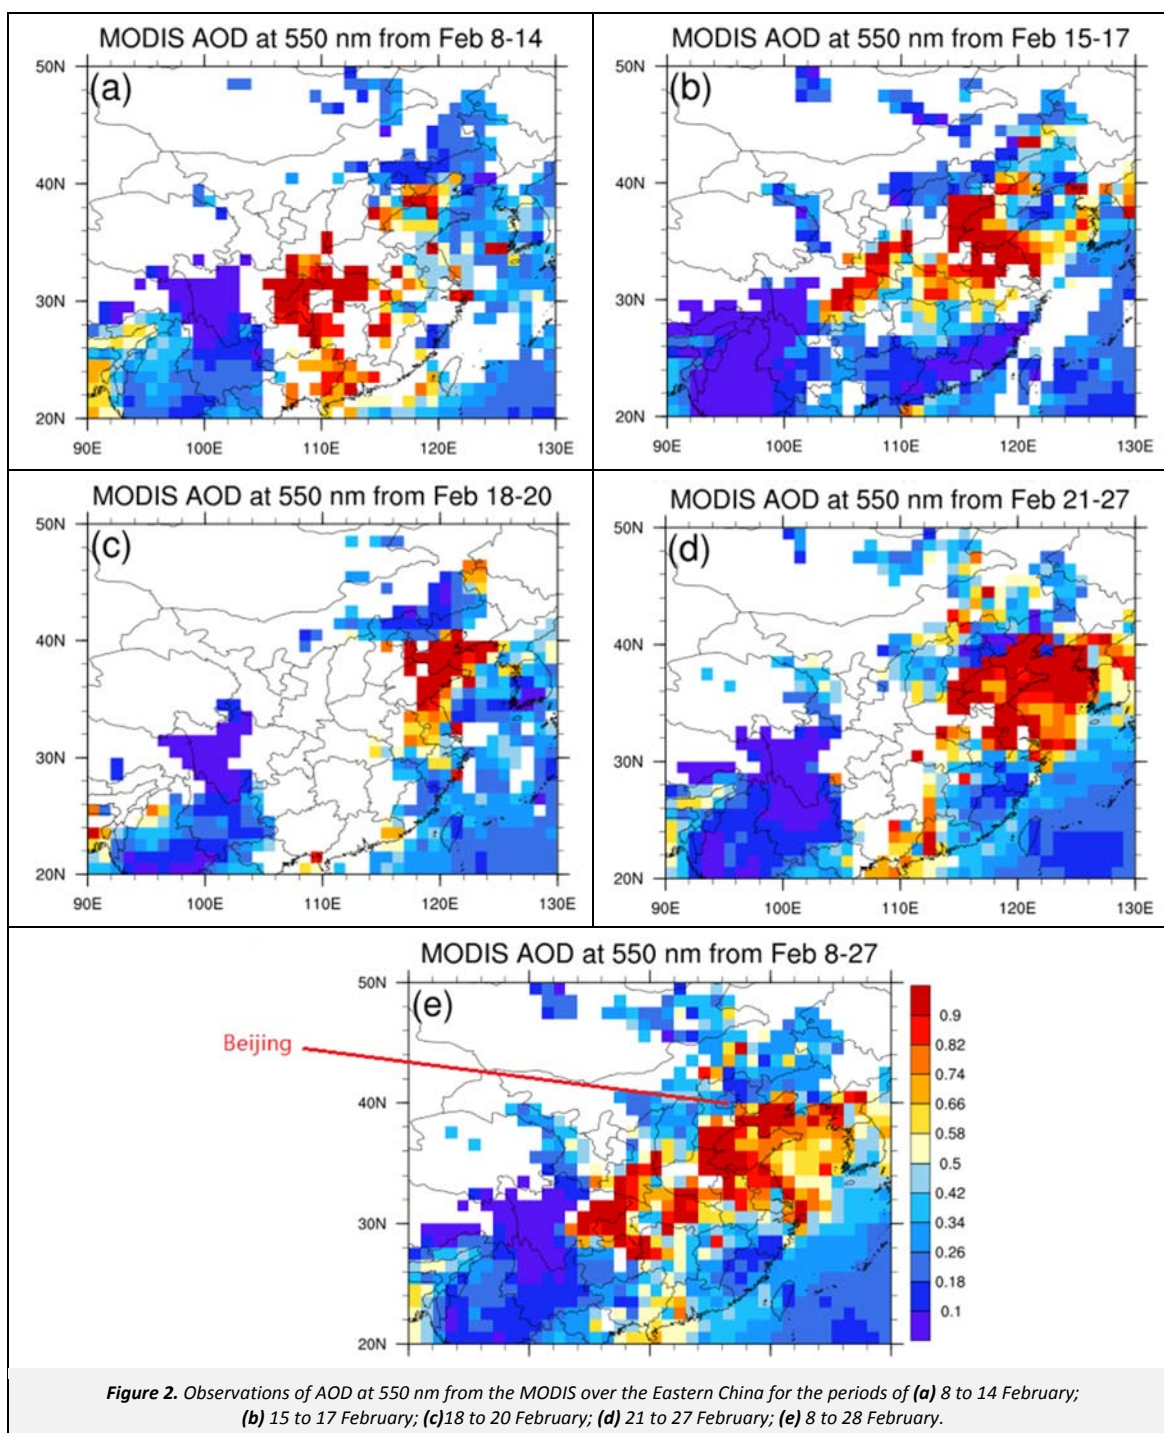 MODIS AOD at 550 nm from Feb 8-14
(a)
50N
40N
30N
20N
90E 100E 110E 120E 130E
MODIS AOD at 550 nm from Feb 15-17
(b)
50N
40N
30N
20N
90E 100E 110E 120E 130E
MODIS AOD at 550 nm from Feb 18-20
(c)
50N
40N
30N
20N
90E 100E 110E 120E 130E
MODIS AOD at 550 nm from Feb 21-27
(d)
50N
40N
30N
20N
90E 100E 110E 120E 130E
MODIS AOD at 550 nm from Feb 8-27
(e)
50N
Beijing
40N
30N
20N
0.9
0.82
0.74
0.66
0.58
0.5
0.42
0.34
0.26
0.18
0.1
Figure 2. Observations of AOD at 550 nm from the MODIS over the Eastern China for the periods of (a) 8 to 14 February;
(b) 15 to 17 February; (c)18 to 20 February; (d) 21 to 27 February; (e) 8 to 28 February.